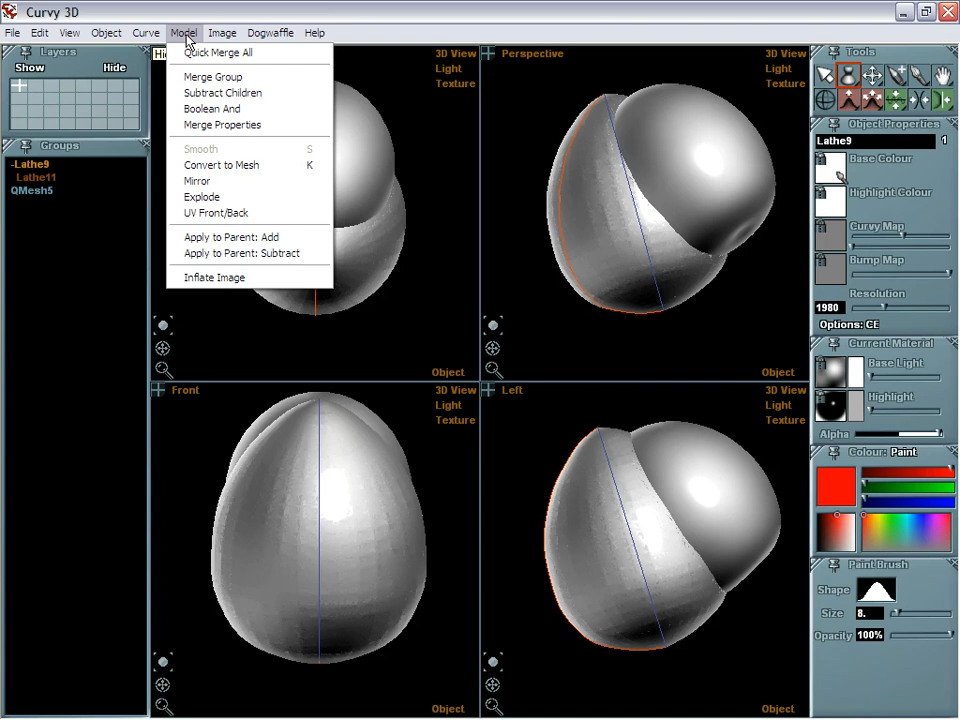 Curvy 3D
File Edit View Object Curve Model Image Dogwaffle Help
Layers
Show Hide
Groups
-Lathe9
Lathe11
QMesh5
Hi
Quick Merge All
Merge Group
Subtract Children
Boolean And
Merge Properties
Smooth S
Convert to Mesh K
Mirror
Explode
UV Front/Back
Apply to Parent: Add
Apply to Parent: Subtract
Inflate Image
3D View
Light
Texture
Object
Perspective
3D View
Light
Texture
Object
Front
3D View
Light
Texture
Object
Left
3D View
Light
Texture
Object
Tools
Object Properties
Lathe9 1
Base Colour
Highlight Colour
Curvy Map
Bump Map
Resolution
1980
Options: CE
Current Material
Base Light
Highlight
Alpha
Colour: Paint
Paint Brush
Shape
Size 8.
Opacity 100%